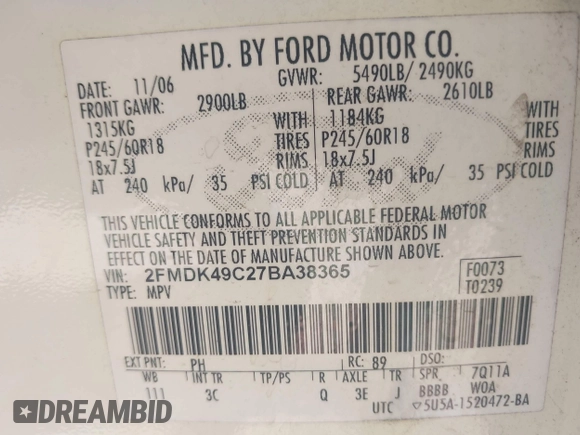 MFD. BY FORD MOTOR CO.
DATE: 11/06 GVWR: 5490LB/ 2490KG
FRONT GAWR: 2900LB REAR GAWR: 2610LB
1315KG WITH 1184KG WITH
P245/60R18 TIRES P245/60R18 TIRES
18x7.5J RIMS 18x7.5J RIMS
AT 240 kPa/ 35 PSI COLD AT 240 kPa/ 35 PSI COLD
THIS VEHICLE CONFORMS TO ALL APPLICABLE FEDERAL MOTOR
VEHICLE SAFETY AND THEFT PREVENTION STANDARDS IN
EFFECT ON THE DATE OF MANUFACTURE SHOWN ABOVE.
VIN: 2FMDK49C27BA38365 F0073
TYPE: MPV T0239
EXT PNT: PH RC: 89 DSO:
WB INT TR TP/PS R AXLE TR SPR 7Q11A
111 3C Q 3E J BBBB WOA
UTC 5U5A-1520472-BA
Ford
DREAMBID